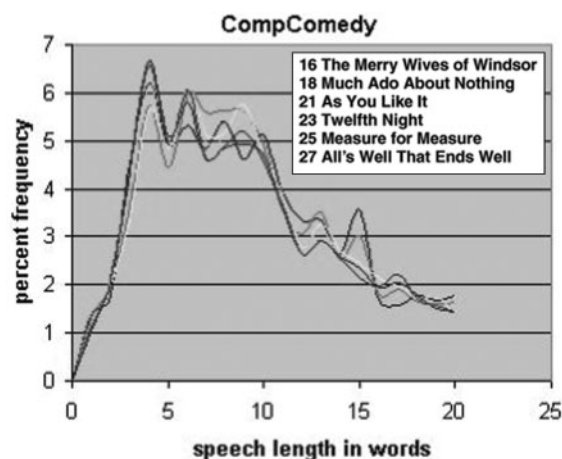 CompComedy
7
6
5
4
3
2
1
0
percent frequency
16 The Merry Wives of Windsor
18 Much Ado About Nothing
21 As You Like It
23 Twelfth Night
25 Measure for Measure
27 All's Well That Ends Well
0 5 10 15 20 25
speech length in words